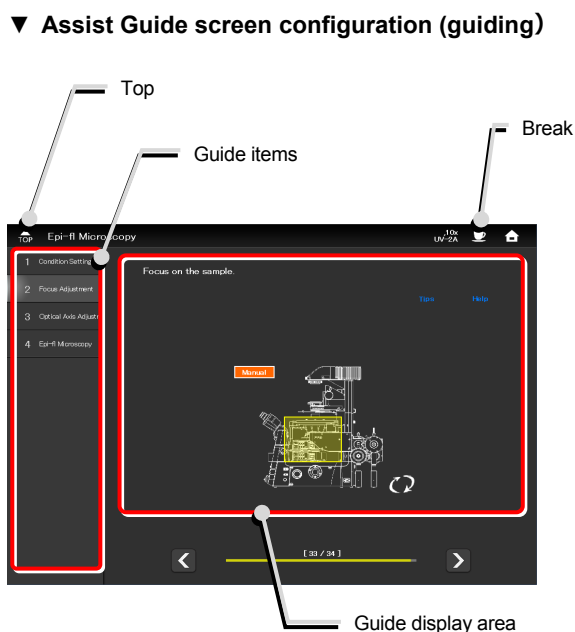 ▼ Assist Guide screen configuration (guiding)
Top
Break
Guide items
TOP Epi-fl Microscopy
10x
UV-2A
1 Condition Setting
2 Focus Adjustment
3 Optical Axis Adjustr
4 Epi-fl Microscopy
Focus on the sample.
Tips Help
Manual
[ 33 / 34 ]
Guide display area